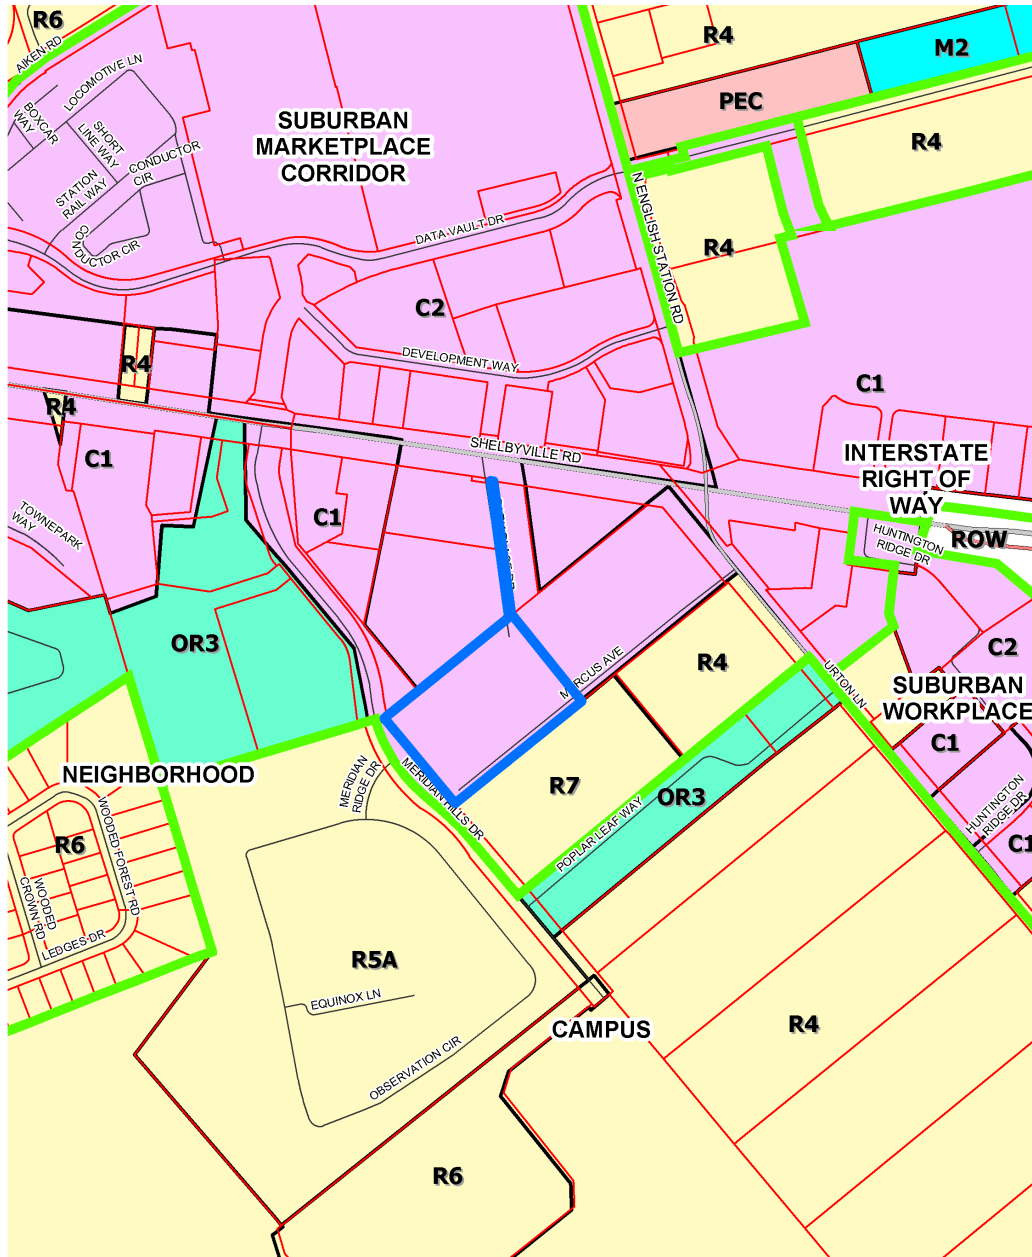 R6
AIKEN RD
LOCOMOTIVE LN
BOXCAR
WAY
SHORT
LINE WAY
CONDUCTOR
CIR
STATION
RAIL WAY
CONDUCTOR CIR
SUBURBAN
MARKETPLACE
CORRIDOR
R4
M2
PEC
R4
N ENGLISH STATION RD
DATA VAULT DR
R4
C2
DEVELOPMENT WAY
R4
R4
C1
C1
SHELBYVILLE RD
C1
INTERSTATE
RIGHT OF
WAY
HUNTINGTON
RIDGE DR
ROW
TOWNEPARK
WAY
OR3
R4
MARCUS AVE
C2
URTON LN
SUBURBAN
WORKPLACE
C1
NEIGHBORHOOD
MERIDIAN
RIDGE DR
MERIDIAN HILLS DR
R7
OR3
POPLAR LEAF WAY
HUNTINGTON
RIDGE DR
C1
R6
WOODED FOREST RD
WOODED
CROWN RD
LEDGES DR
R5A
EQUINOX LN
OBSERVATION CIR
CAMPUS
R4
R6